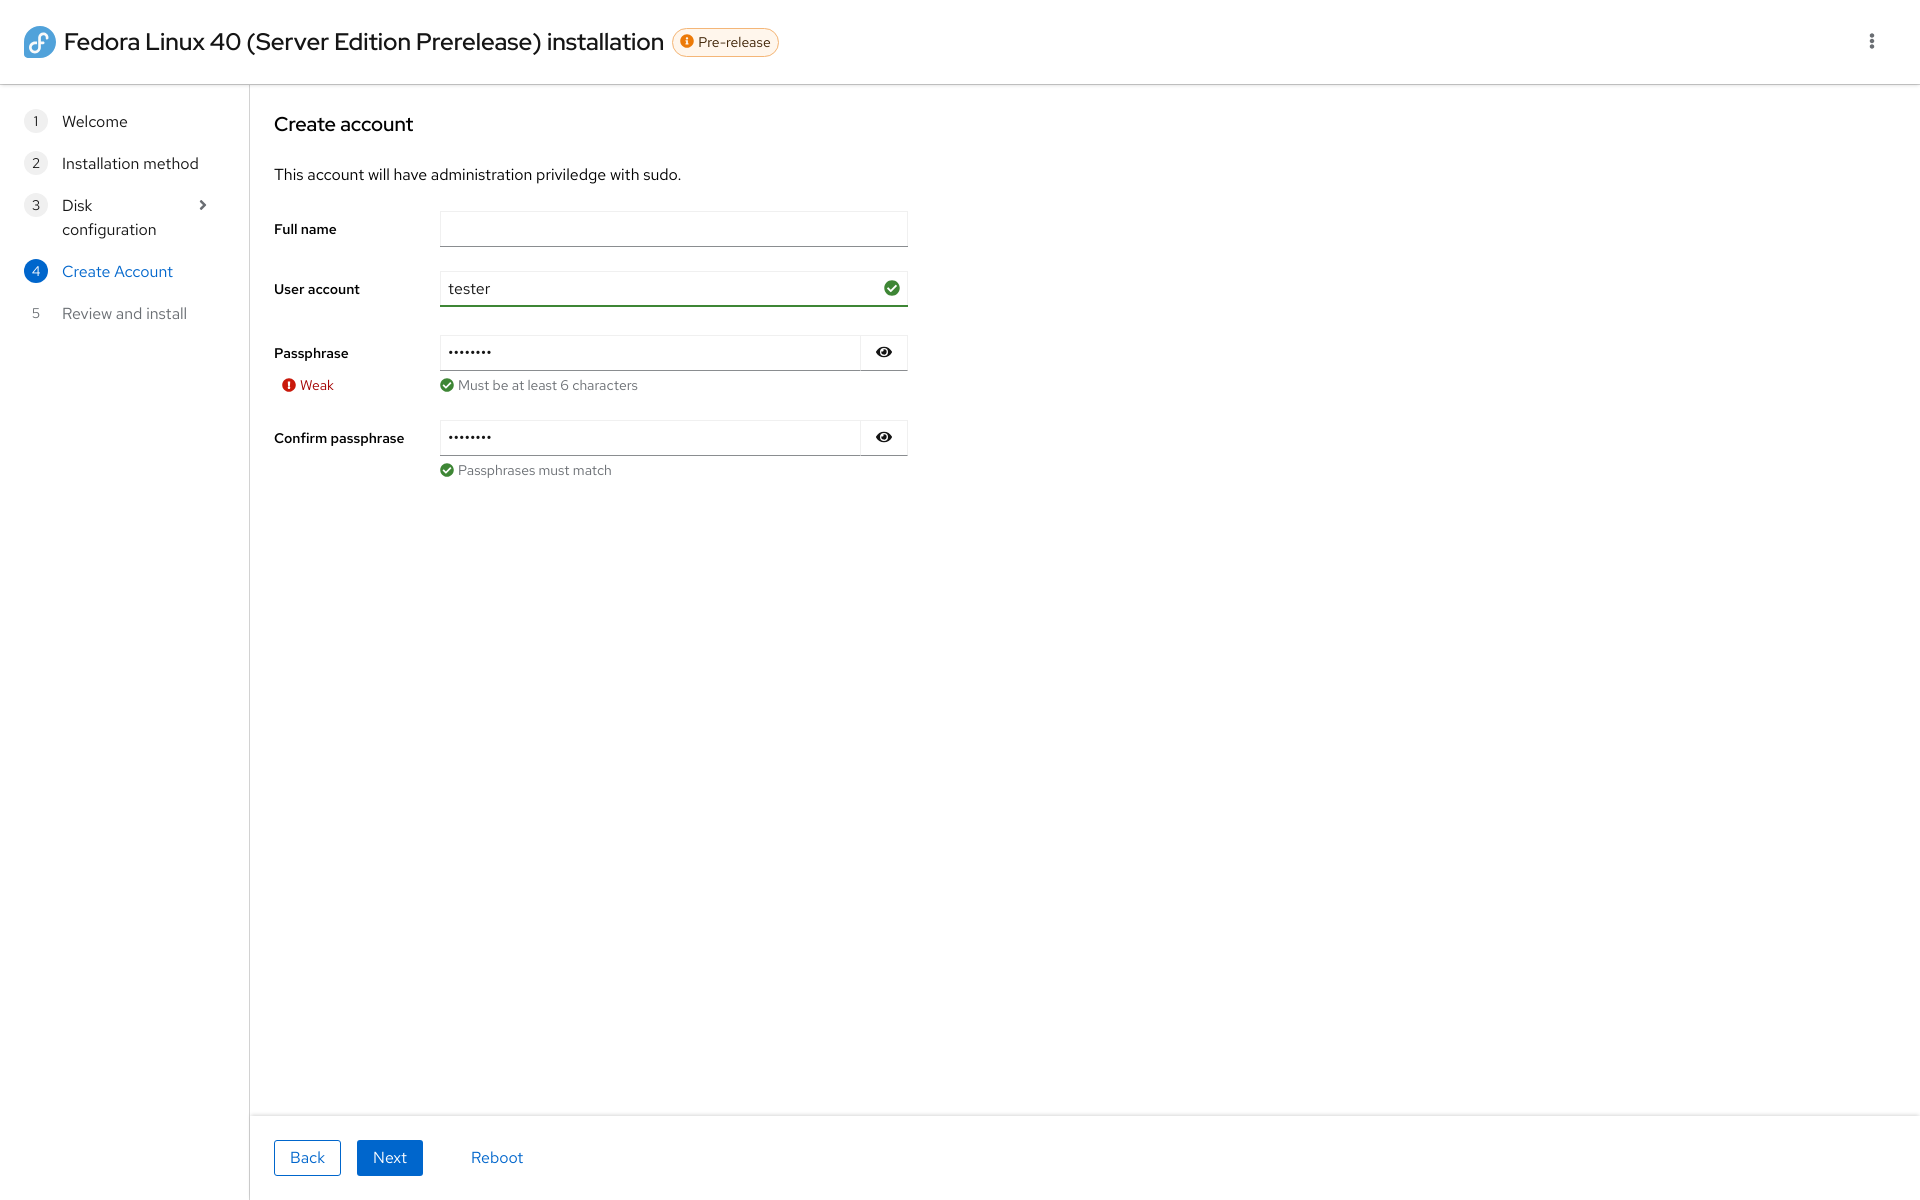 Fedora Linux 40 (Server Edition Prerelease) installation Pre-release
1 Welcome
2 Installation method
3 Disk
configuration
4 Create Account
5 Review and install
Create account
This account will have administration priviledge with sudo.
Full name
User account tester
Passphrase ••••••••
Weak Must be at least 6 characters
Confirm passphrase ••••••••
Passphrases must match
Back Next Reboot